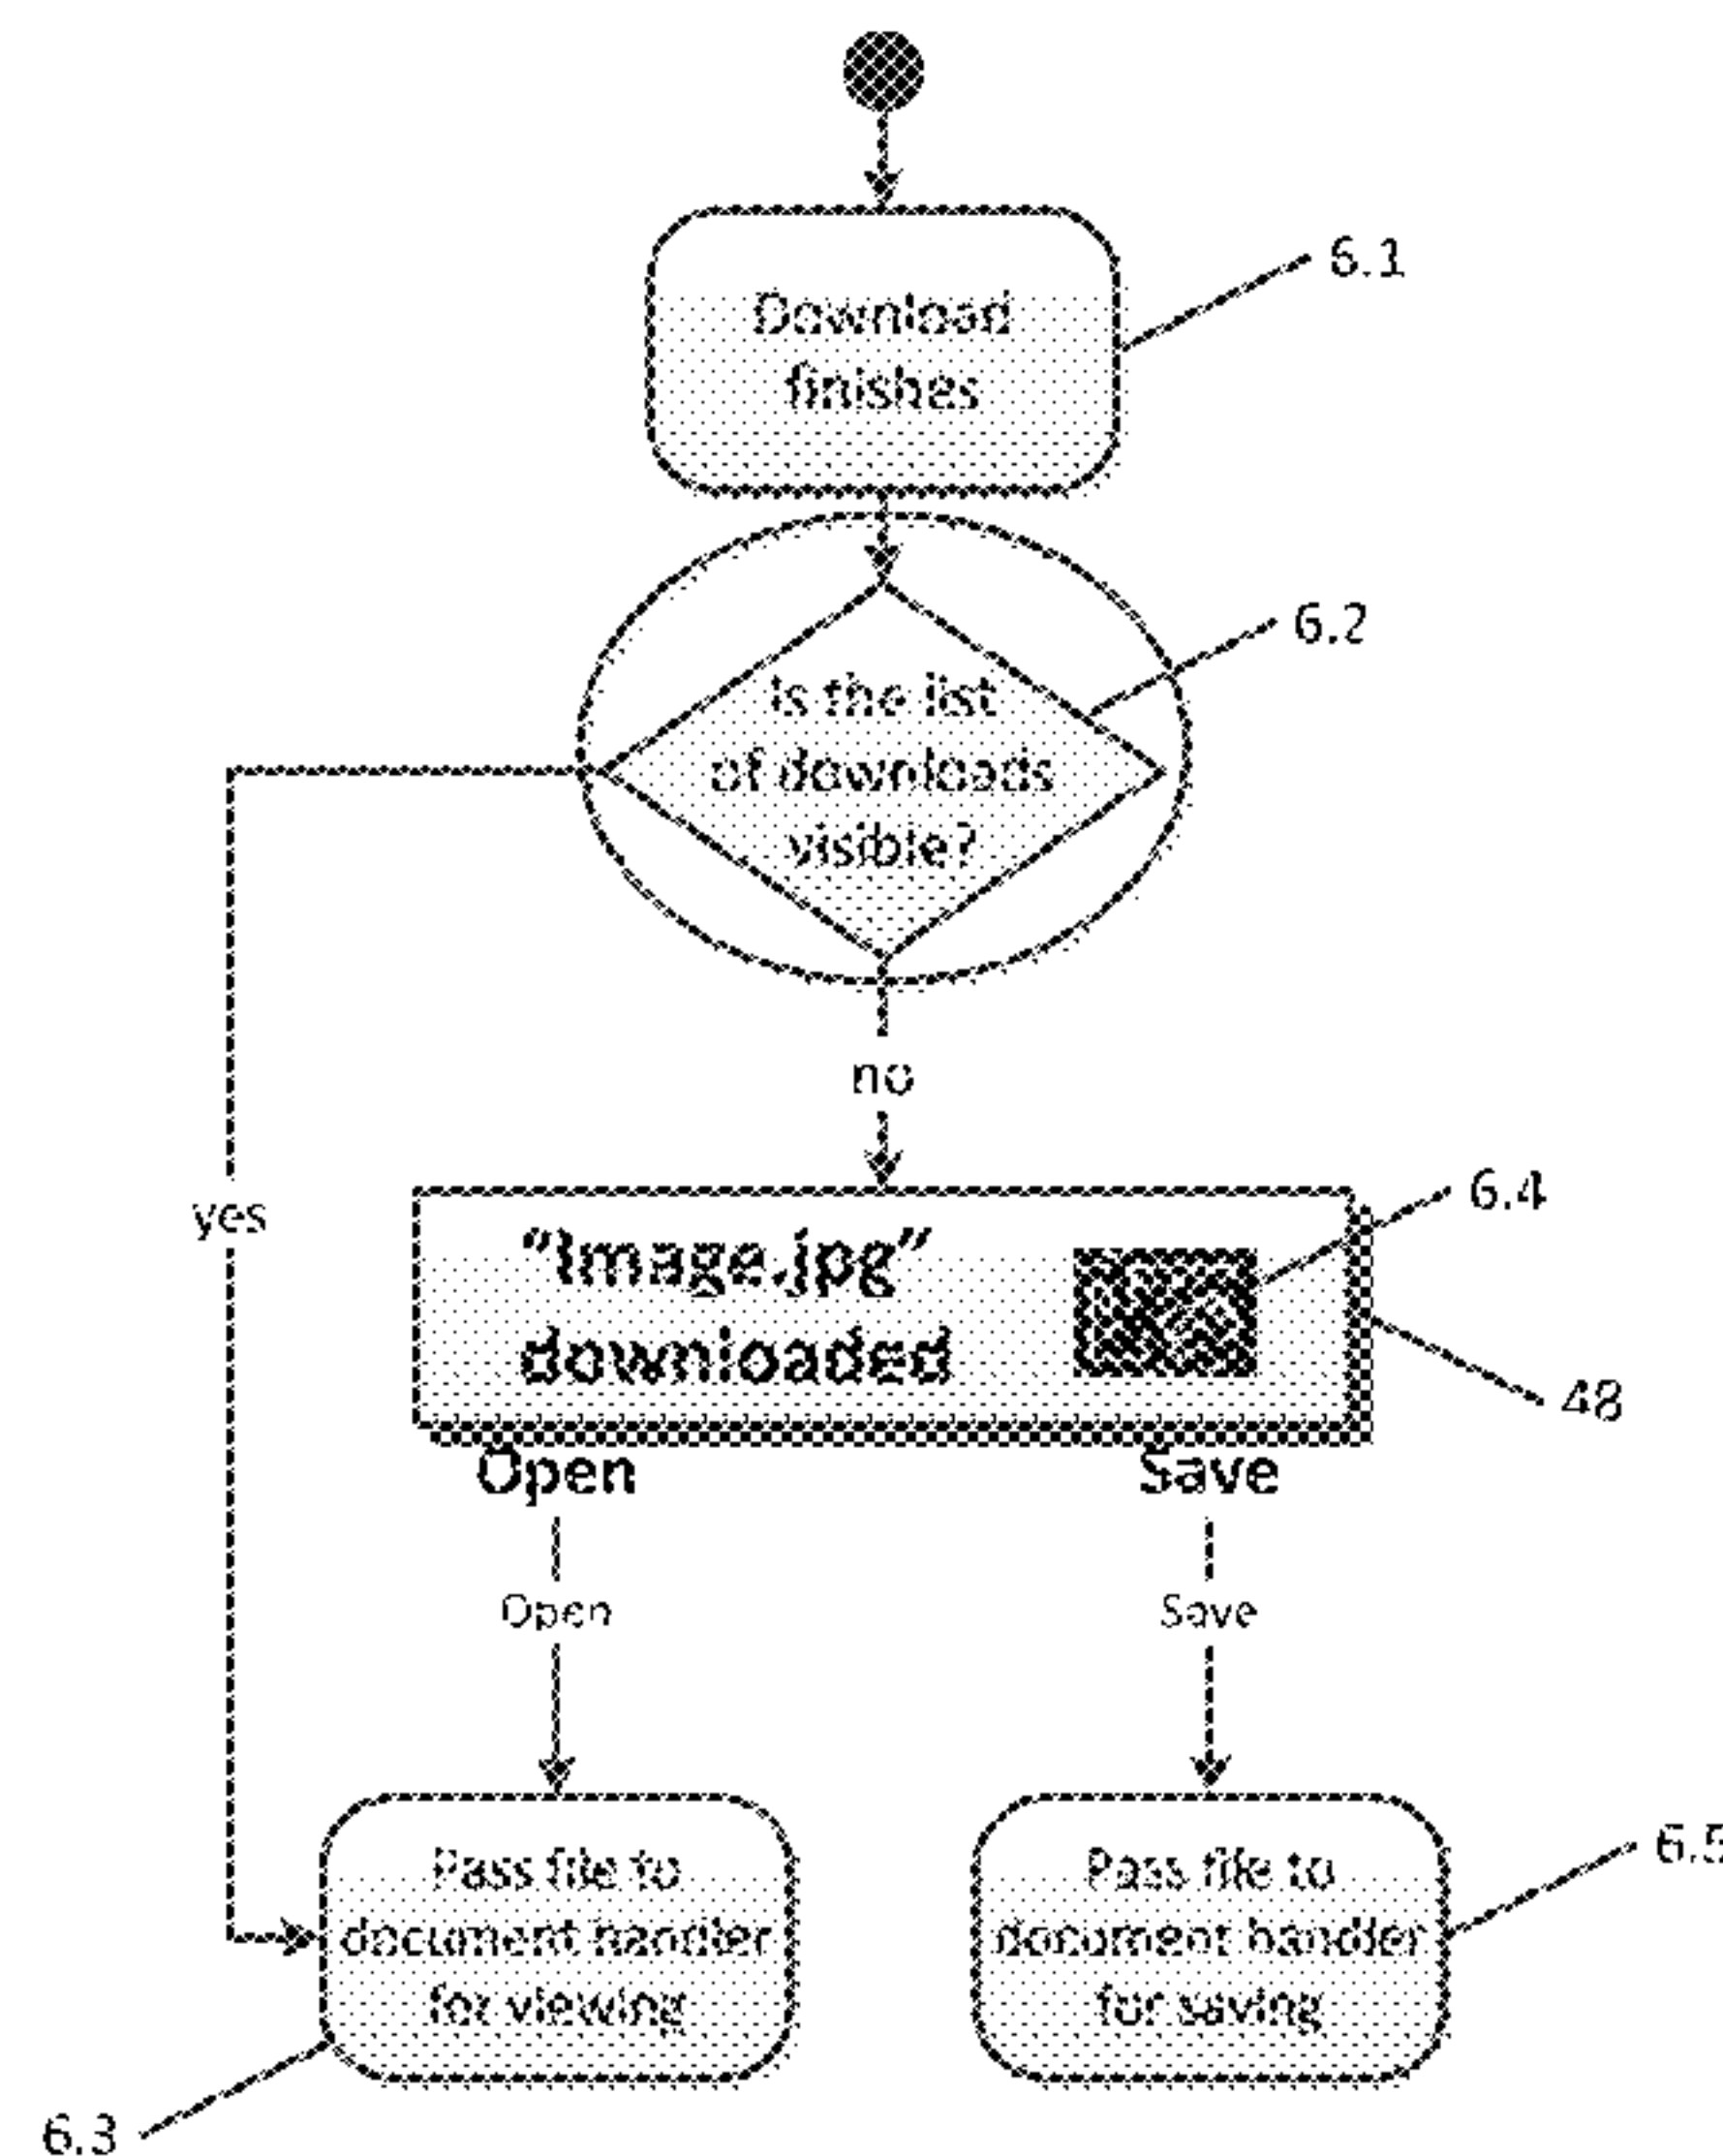 Download
finishes
6.1
6.2
Is the list
of downloads
visible?
no
yes
6.4
"Image.jpg"
downloaded
48
Open
Save
Open
Save
Pass file to
document handler
for viewing
Pass file to
document handler
for saving
6.5
6.3